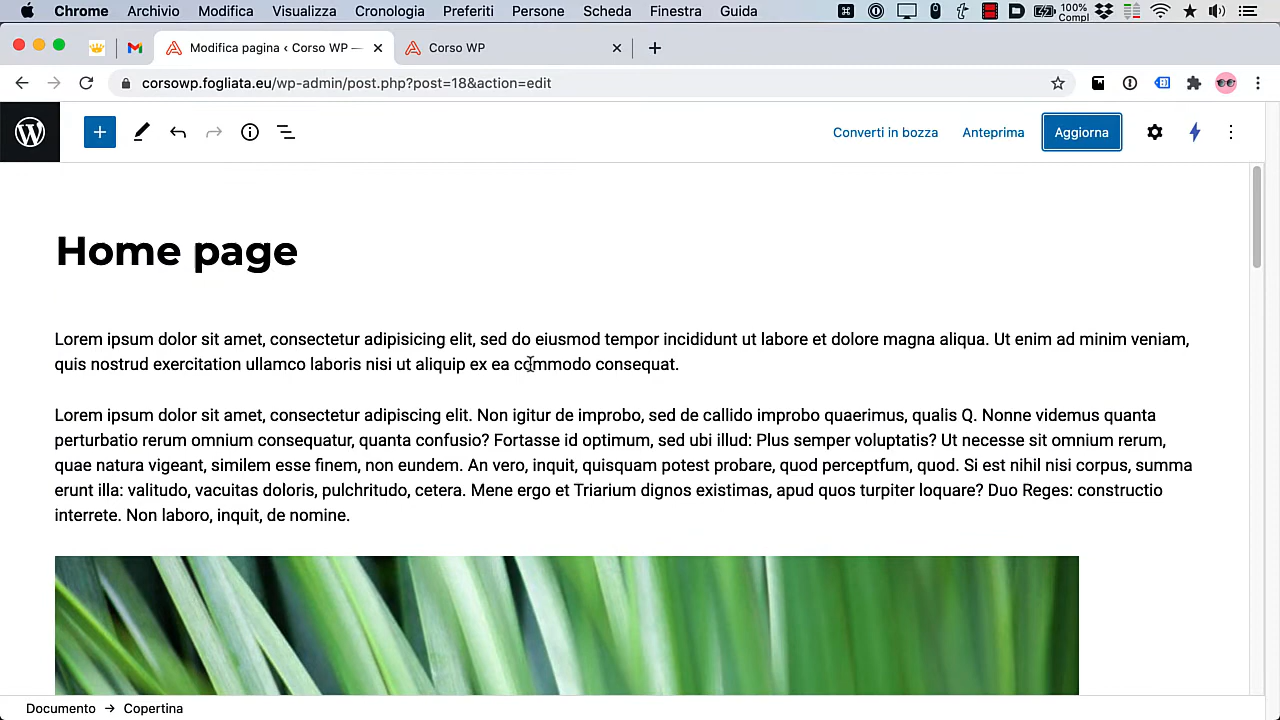 Chrome Archivio Modifica Visualizza Cronologia Preferiti Persone Scheda Finestra Guida 100% Compl
Modifica pagina ‹ Corso WP — Corso WP
corsowp.fogliata.eu/wp-admin/post.php?post=18&action=edit
Converti in bozza Anteprima Aggiorna
Home page
Lorem ipsum dolor sit amet, consectetur adipisicing elit, sed do eiusmod tempor incididunt ut labore et dolore magna aliqua. Ut enim ad minim veniam,
quis nostrud exercitation ullamco laboris nisi ut aliquip ex ea commodo consequat.
Lorem ipsum dolor sit amet, consectetur adipiscing elit. Non igitur de improbo, sed de callido improbo quaerimus, qualis Q. Nonne videmus quanta
perturbatio rerum omnium consequatur, quanta confusio? Fortasse id optimum, sed ubi illud: Plus semper voluptatis? Ut necesse sit omnium rerum,
quae natura vigeant, similem esse finem, non eundem. An vero, inquit, quisquam potest probare, quod perceptfum, quod. Si est nihil nisi corpus, summa
erunt illa: valitudo, vacuitas doloris, pulchritudo, cetera. Mene ergo et Triarium dignos existimas, apud quos turpiter loquare? Duo Reges: constructio
interrete. Non laboro, inquit, de nomine.
Documento → Copertina